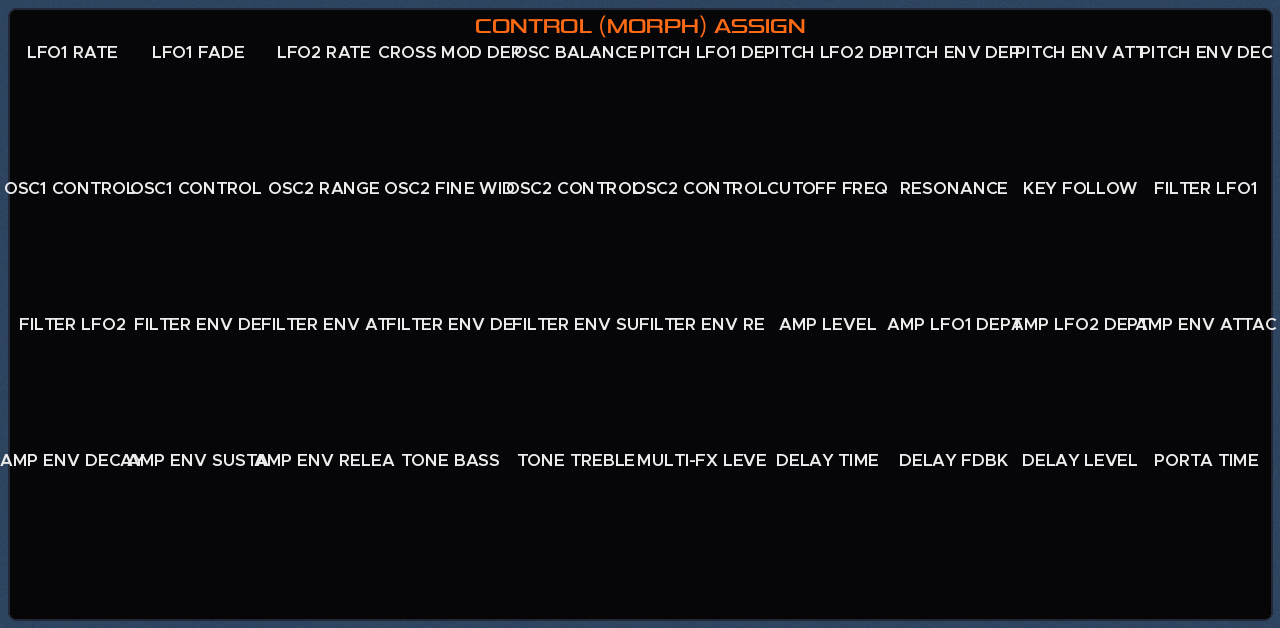 CONTROL (MORPH) ASSIGN
LFO1 RATE LFO1 FADE LFO2 RATE CROSS MOD DEP OSC BALANCE PITCH LFO1 DEP PITCH LFO2 DE PITCH ENV DEP PITCH ENV ATT PITCH ENV DEC
OSC1 CONTROL OSC1 CONTROL OSC2 RANGE OSC2 FINE WID OSC2 CONTROL OSC2 CONTROL CUTOFF FREQ RESONANCE KEY FOLLOW FILTER LFO1
FILTER LFO2 FILTER ENV DE FILTER ENV AT FILTER ENV DE FILTER ENV SU FILTER ENV RE AMP LEVEL AMP LFO1 DEPT AMP LFO2 DEPT AMP ENV ATTAC
AMP ENV DECAY AMP ENV SUSTA AMP ENV RELEA TONE BASS TONE TREBLE MULTI-FX LEVE DELAY TIME DELAY FDBK DELAY LEVEL PORTA TIME